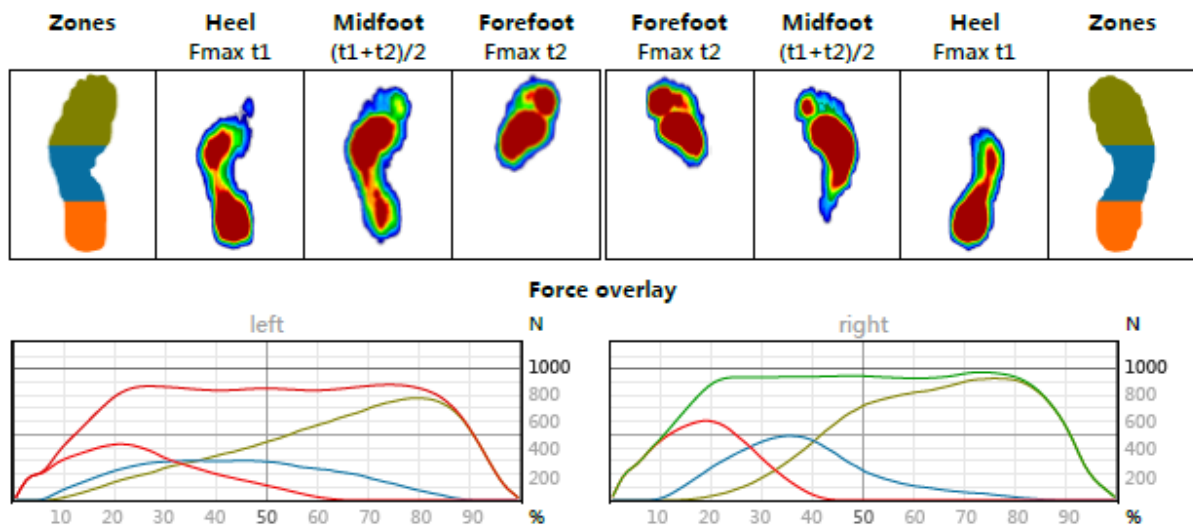 Zones Heel Midfoot Forefoot Forefoot Midfoot Heel Zones
Fmax t1 (t1+t2)/2 Fmax t2 Fmax t2 (t1+t2)/2 Fmax t1
Force overlay
left N right N
1000 1000
800 800
600 600
400 400
200 200
10 20 30 40 50 60 70 80 90 % 10 20 30 40 50 60 70 80 90 %